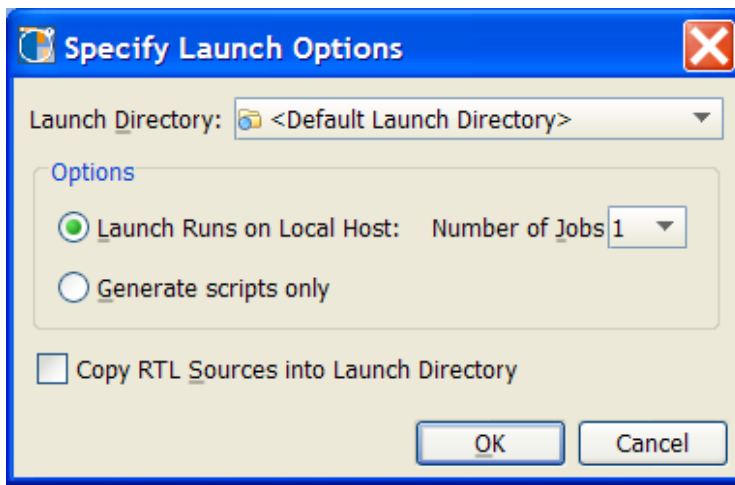 Specify Launch Options
Launch Directory: <Default Launch Directory>
Options
Launch Runs on Local Host: Number of Jobs 1
Generate scripts only
Copy RTL Sources into Launch Directory
OK Cancel